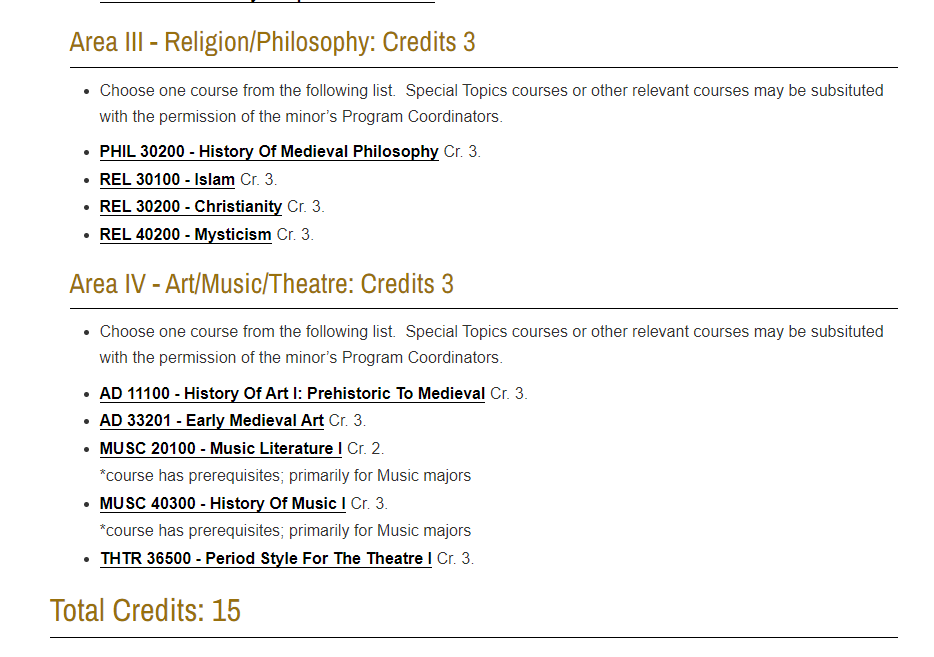 Area III - Religion/Philosophy: Credits 3
Choose one course from the following list.  Special Topics courses or other relevant courses may be subsituted
with the permission of the minor’s Program Coordinators.
PHIL 30200 - History Of Medieval Philosophy Cr. 3.
REL 30100 - Islam Cr. 3.
REL 30200 - Christianity Cr. 3.
REL 40200 - Mysticism Cr. 3.
Area IV - Art/Music/Theatre: Credits 3
Choose one course from the following list.  Special Topics courses or other relevant courses may be subsituted
with the permission of the minor’s Program Coordinators.
AD 11100 - History Of Art I: Prehistoric To Medieval Cr. 3.
AD 33201 - Early Medieval Art Cr. 3.
MUSC 20100 - Music Literature I Cr. 2.
*course has prerequisites; primarily for Music majors
MUSC 40300 - History Of Music I Cr. 3.
*course has prerequisites; primarily for Music majors
THTR 36500 - Period Style For The Theatre I Cr. 3.
Total Credits: 15